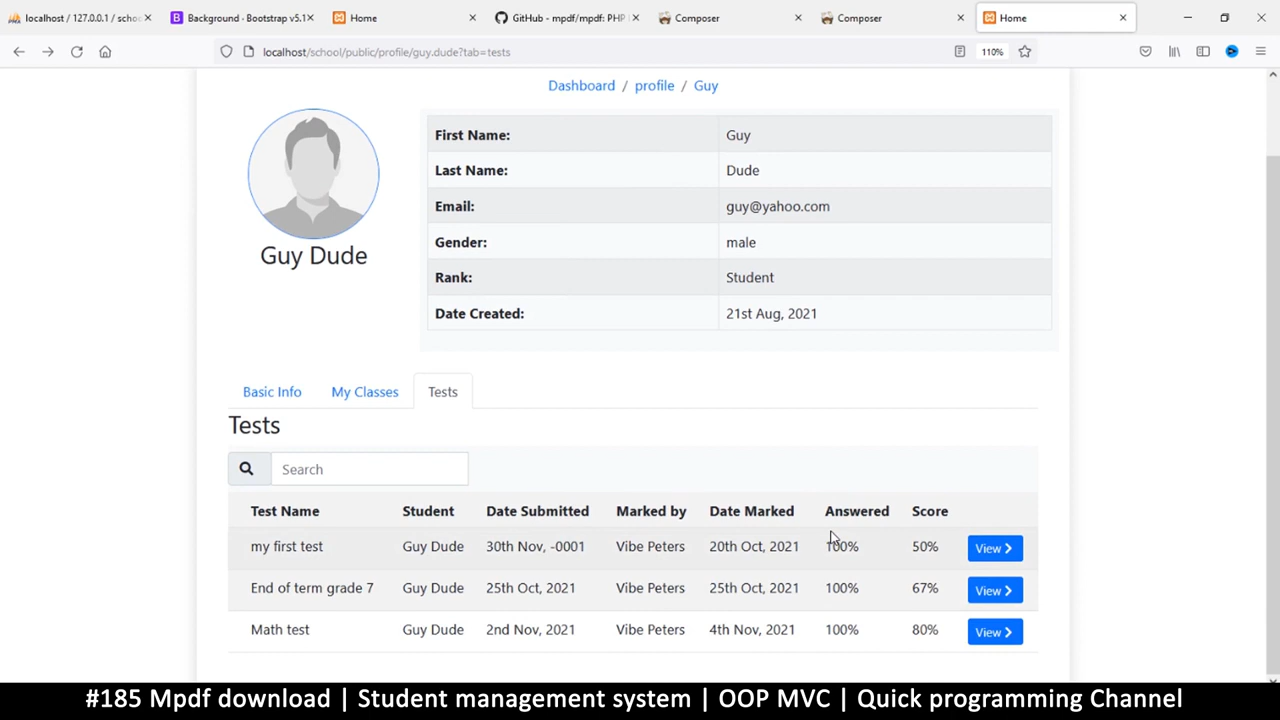 localhost / 127.0.0.1 / schoo
Background · Bootstrap v5.1
Home
GitHub - mpdf/mpdf: PHP l
Composer
Composer
Home
localhost/school/public/profile/guy.dude?tab=tests
110%
Dashboard / profile / Guy
Guy Dude
First Name: Guy
Last Name: Dude
Email: guy@yahoo.com
Gender: male
Rank: Student
Date Created: 21st Aug, 2021
Basic Info My Classes Tests
Tests
Search
Test Name Student Date Submitted Marked by Date Marked Answered Score
my first test Guy Dude 30th Nov, -0001 Vibe Peters 20th Oct, 2021 100% 50% View
End of term grade 7 Guy Dude 25th Oct, 2021 Vibe Peters 25th Oct, 2021 100% 67% View
Math test Guy Dude 2nd Nov, 2021 Vibe Peters 4th Nov, 2021 100% 80% View
#185 Mpdf download | Student management system | OOP MVC | Quick programming Channel